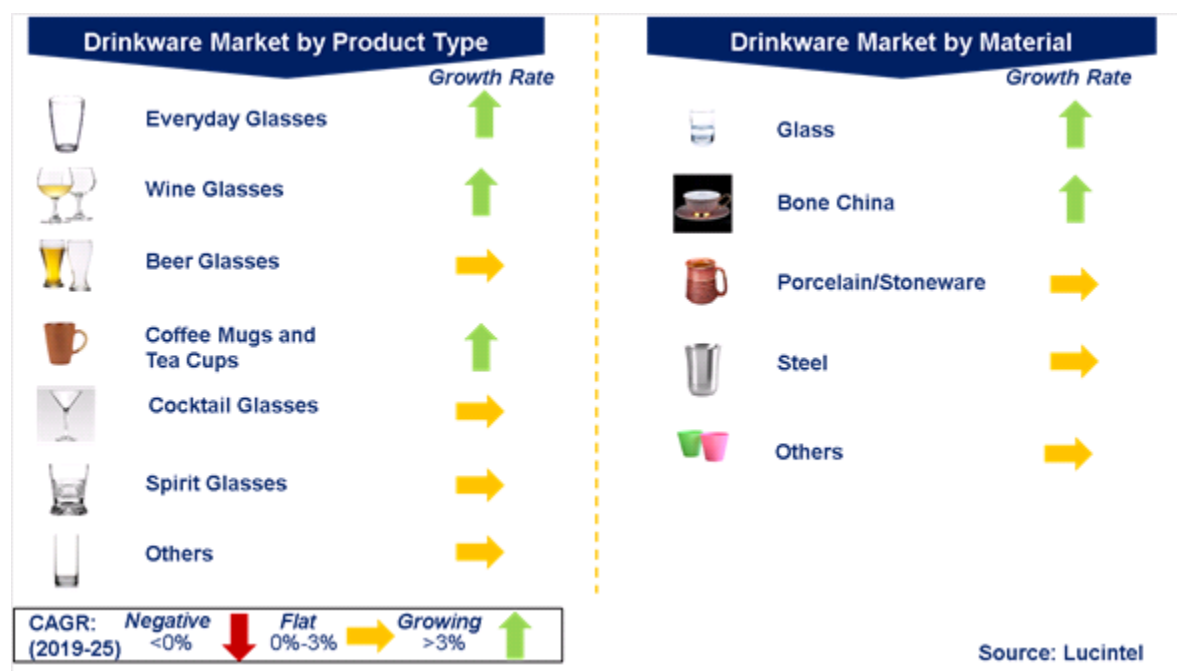 Drinkware Market by Product Type
Growth Rate
Everyday Glasses
Wine Glasses
Beer Glasses
Coffee Mugs and
Tea Cups
Cocktail Glasses
Spirit Glasses
Others
CAGR:
(2019-25)
Negative
<0%
Flat
0%-3%
Growing
>3%
Drinkware Market by Material
Growth Rate
Glass
Bone China
Porcelain/Stoneware
Steel
Others
Source: Lucintel